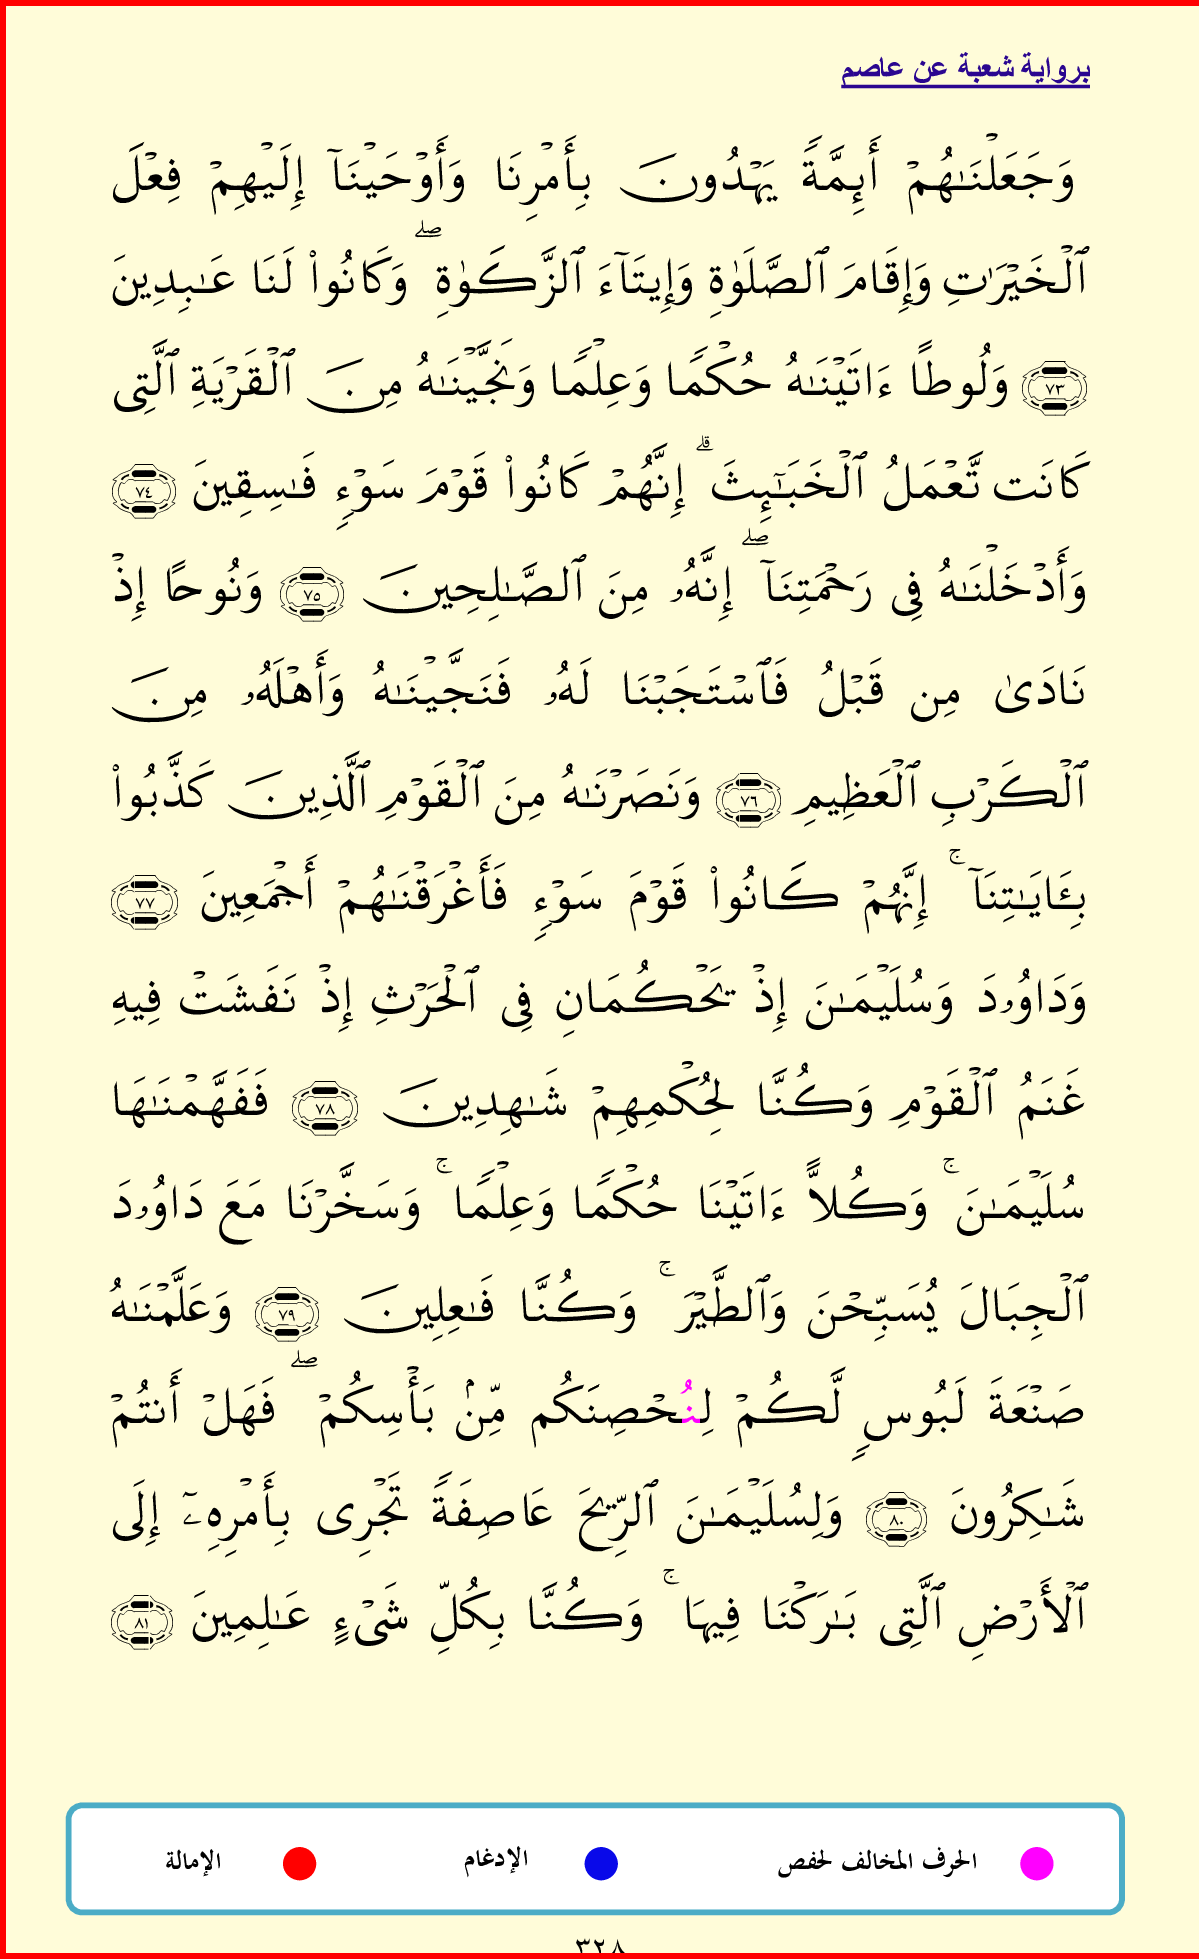 برواية شعبة عن عاصم
وَجَعَلْنَٰهُمْ أَئِمَّةً يَهْدُونَ بِأَمْرِنَا وَأَوْحَيْنَآ إِلَيْهِمْ فِعْلَ
ٱلْخَيْرَٰتِ وَإِقَامَ ٱلصَّلَوٰةِ وَإِيتَآءَ ٱلزَّكَوٰةِ ۖ وَكَانُوا۟ لَنَا عَٰبِدِينَ
﴿٧٣﴾ وَلُوطًا ءَاتَيْنَٰهُ حُكْمًا وَعِلْمًا وَنَجَّيْنَٰهُ مِنَ ٱلْقَرْيَةِ ٱلَّتِى
كَانَت تَّعْمَلُ ٱلْخَبَٰٓئِثَ ۗ إِنَّهُمْ كَانُوا۟ قَوْمَ سَوْءٍ فَٰسِقِينَ ﴿٧٤﴾
وَأَدْخَلْنَٰهُ فِى رَحْمَتِنَآ ۖ إِنَّهُۥ مِنَ ٱلصَّٰلِحِينَ ﴿٧٥﴾ وَنُوحًا إِذْ
نَادَىٰ مِن قَبْلُ فَٱسْتَجَبْنَا لَهُۥ فَنَجَّيْنَٰهُ وَأَهْلَهُۥ مِنَ
ٱلْكَرْبِ ٱلْعَظِيمِ ﴿٧٦﴾ وَنَصَرْنَٰهُ مِنَ ٱلْقَوْمِ ٱلَّذِينَ كَذَّبُوا۟
بِـَٔايَٰتِنَآ ۚ إِنَّهُمْ كَانُوا۟ قَوْمَ سَوْءٍ فَأَغْرَقْنَٰهُمْ أَجْمَعِينَ ﴿٧٧﴾
وَدَاوُۥدَ وَسُلَيْمَٰنَ إِذْ يَحْكُمَانِ فِى ٱلْحَرْثِ إِذْ نَفَشَتْ فِيهِ
غَنَمُ ٱلْقَوْمِ وَكُنَّا لِحُكْمِهِمْ شَٰهِدِينَ ﴿٧٨﴾ فَفَهَّمْنَٰهَا
سُلَيْمَٰنَ ۚ وَكُلًّا ءَاتَيْنَا حُكْمًا وَعِلْمًا ۚ وَسَخَّرْنَا مَعَ دَاوُۥدَ
ٱلْجِبَالَ يُسَبِّحْنَ وَٱلطَّيْرَ ۚ وَكُنَّا فَٰعِلِينَ ﴿٧٩﴾ وَعَلَّمْنَٰهُ
صَنْعَةَ لَبُوسٍ لَّكُمْ لِنُحْصِنَكُم مِّنۢ بَأْسِكُمْ ۖ فَهَلْ أَنتُمْ
شَٰكِرُونَ ﴿٨٠﴾ وَلِسُلَيْمَٰنَ ٱلرِّيحَ عَاصِفَةً تَجْرِى بِأَمْرِهِۦٓ إِلَى
ٱلْأَرْضِ ٱلَّتِى بَٰرَكْنَا فِيهَا ۚ وَكُنَّا بِكُلِّ شَىْءٍ عَٰلِمِينَ ﴿٨١﴾
الحرف المخالف لحفص الإدغام الإمالة
٣٢٨